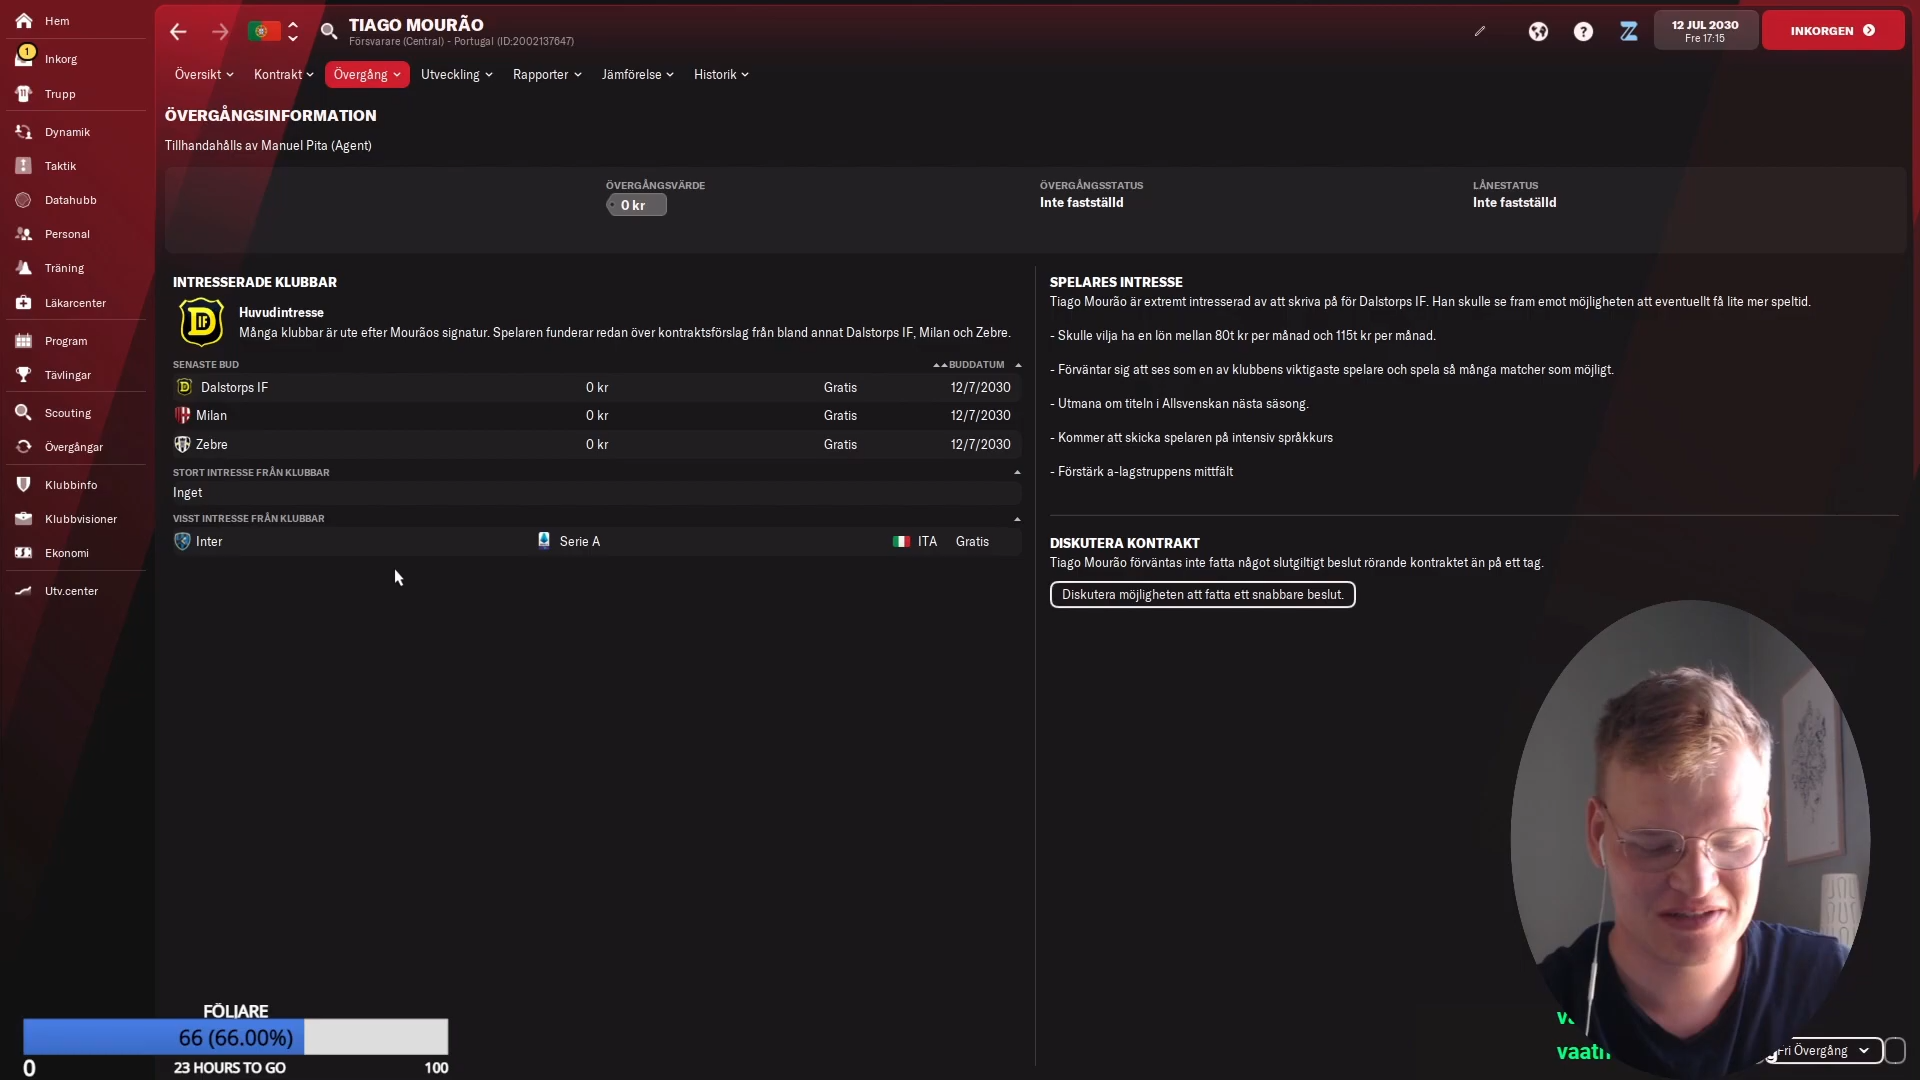 Hem
1
Inkorg
Trupp
Dynamik
Taktik
Datahubb
Personal
Träning
Läkarcenter
Program
Tävlingar
Scouting
Övergångar
Klubbinfo
Klubbvisioner
Ekonomi
Utv.center
TIAGO MOURÃO
Försvarare (Central) - Portugal (ID:2002137647)
12 JUL 2030
Fre 17:15
INKORGEN
Översikt Kontrakt Övergång Utveckling Rapporter Jämförelse Historik
ÖVERGÅNGSINFORMATION
Tillhandahålls av Manuel Pita (Agent)
ÖVERGÅNGSVÄRDE
0 kr
ÖVERGÅNGSSTATUS
Inte fastställd
LÅNESTATUS
Inte fastställd
INTRESSERADE KLUBBAR
Huvudintresse
Många klubbar är ute efter Mourãos signatur. Spelaren funderar redan över kontraktsförslag från bland annat Dalstorps IF, Milan och Zebre.
SENASTE BUD BUDDATUM
Dalstorps IF 0 kr Gratis 12/7/2030
Milan 0 kr Gratis 12/7/2030
Zebre 0 kr Gratis 12/7/2030
STORT INTRESSE FRÅN KLUBBAR
Inget
VISST INTRESSE FRÅN KLUBBAR
Inter Serie A ITA Gratis
SPELARES INTRESSE
Tiago Mourão är extremt intresserad av att skriva på för Dalstorps IF. Han skulle se fram emot möjligheten att eventuellt få lite mer speltid.
- Skulle vilja ha en lön mellan 80t kr per månad och 115t kr per månad.
- Förväntar sig att ses som en av klubbens viktigaste spelare och spela så många matcher som möjligt.
- Utmana om titeln i Allsvenskan nästa säsong.
- Kommer att skicka spelaren på intensiv språkkurs
- Förstärk a-lagstruppens mittfält
DISKUTERA KONTRAKT
Tiago Mourão förväntas inte fatta något slutgiltigt beslut rörande kontraktet än på ett tag.
Diskutera möjligheten att fatta ett snabbare beslut.
FÖLJARE
66 (66.00%)
0 23 HOURS TO GO 100
Fri Övergång